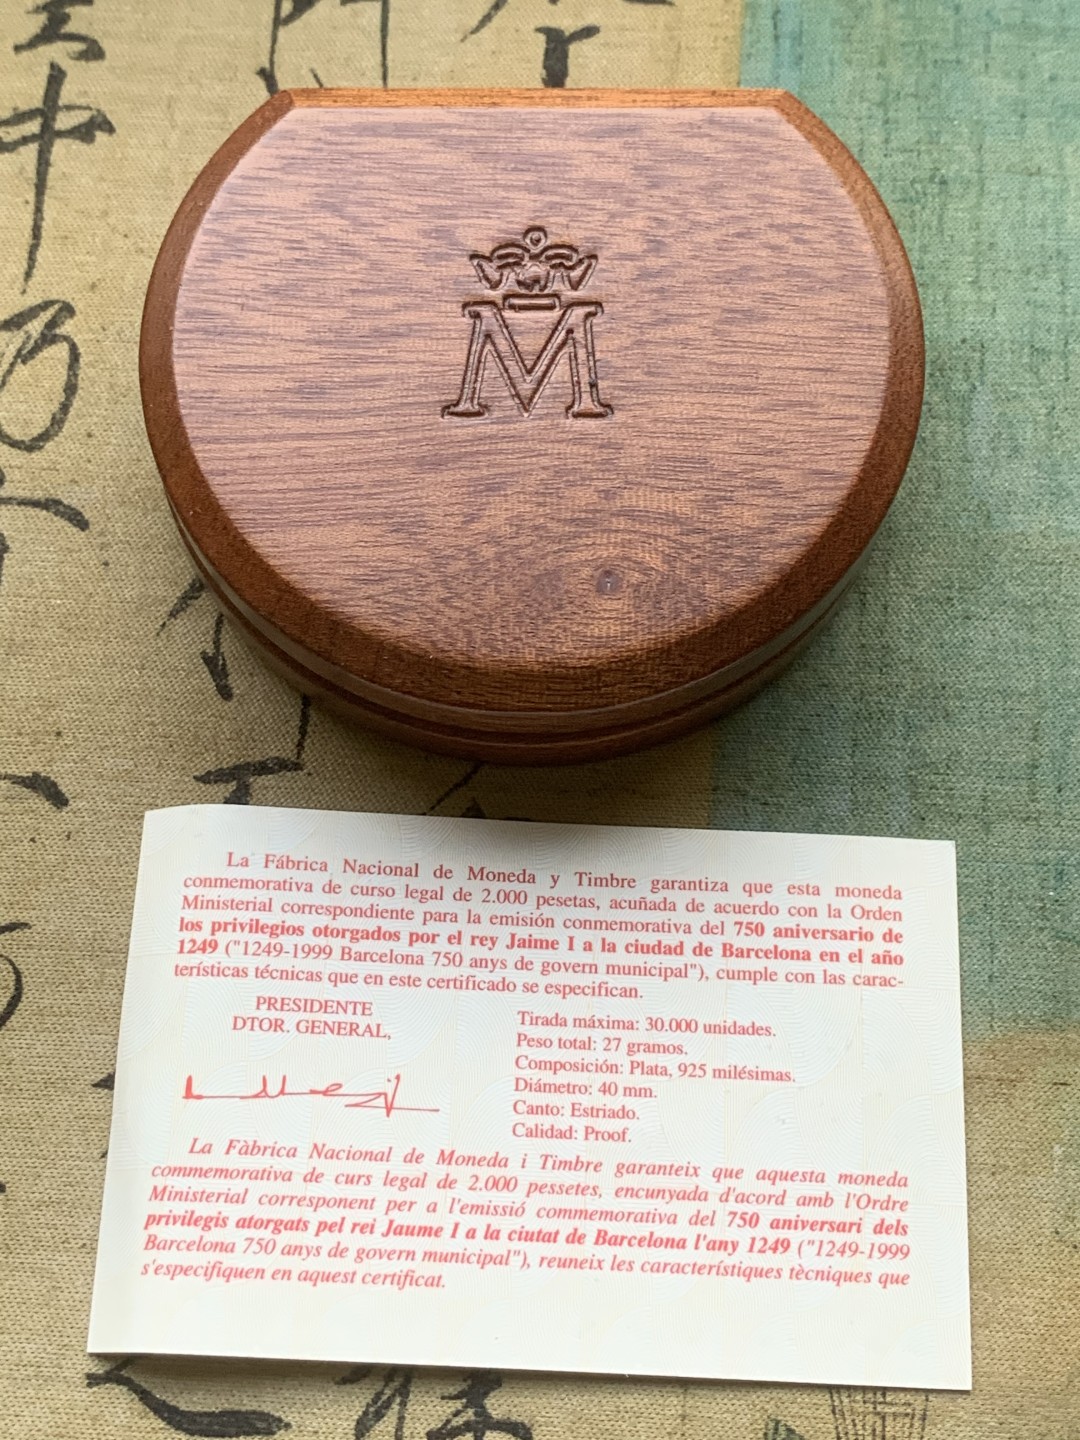 M
La Fábrica Nacional de Moneda y Timbre garantiza que esta moneda
conmemorativa de curso legal de 2.000 pesetas, acuñada de acuerdo con la Orden
Ministerial correspondiente para la emisión conmemorativa del 750 aniversario de
los privilegios otorgados por el rey Jaime I a la ciudad de Barcelona en el año
1249 ("1249-1999 Barcelona 750 anys de govern municipal"), cumple con las carac-
terísticas técnicas que en este certificado se especifican.
PRESIDENTE
DTOR. GENERAL,
Tirada máxima: 30.000 unidades.
Peso total: 27 gramos.
Composición: Plata, 925 milésimas.
Diámetro: 40 mm.
Canto: Estriado.
Calidad: Proof.
La Fàbrica Nacional de Moneda i Timbre garanteix que aquesta moneda
commemorativa de curs legal de 2.000 pessetes, encunyada d'acord amb l'Ordre
Ministerial corresponent per a l'emissió commemorativa del 750 aniversari dels
privilegis atorgats pel rei Jaume I a la ciutat de Barcelona l'any 1249 ("1249-1999
Barcelona 750 anys de govern municipal"), reuneix les característiques tècniques que
s'especifiquen en aquest certificat.